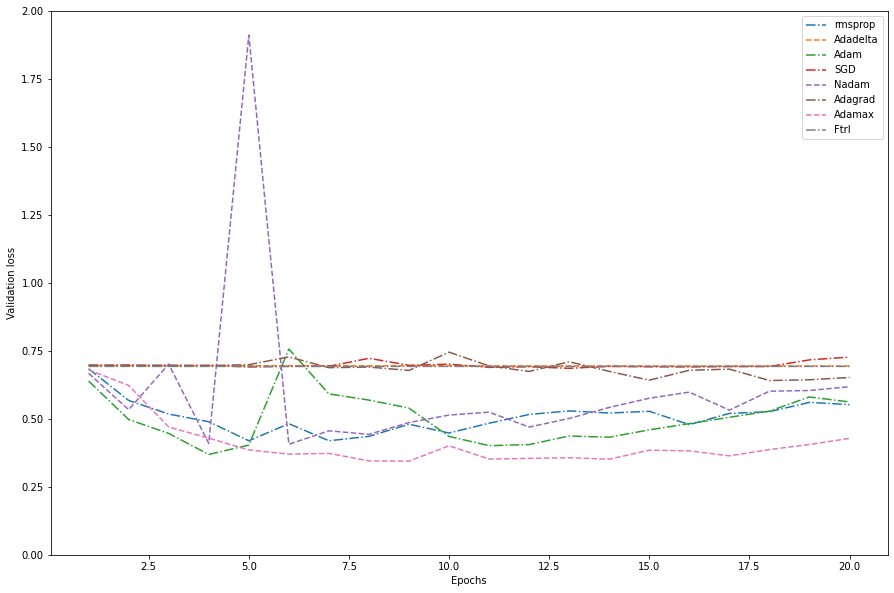 2.00
1.75
1.50
1.25
1.00
0.75
0.50
0.25
0.00
Validation loss
rmsprop
Adadelta
Adam
SGD
Nadam
Adagrad
Adamax
Ftrl
2.5 5.0 7.5 10.0 12.5 15.0 17.5 20.0
Epochs